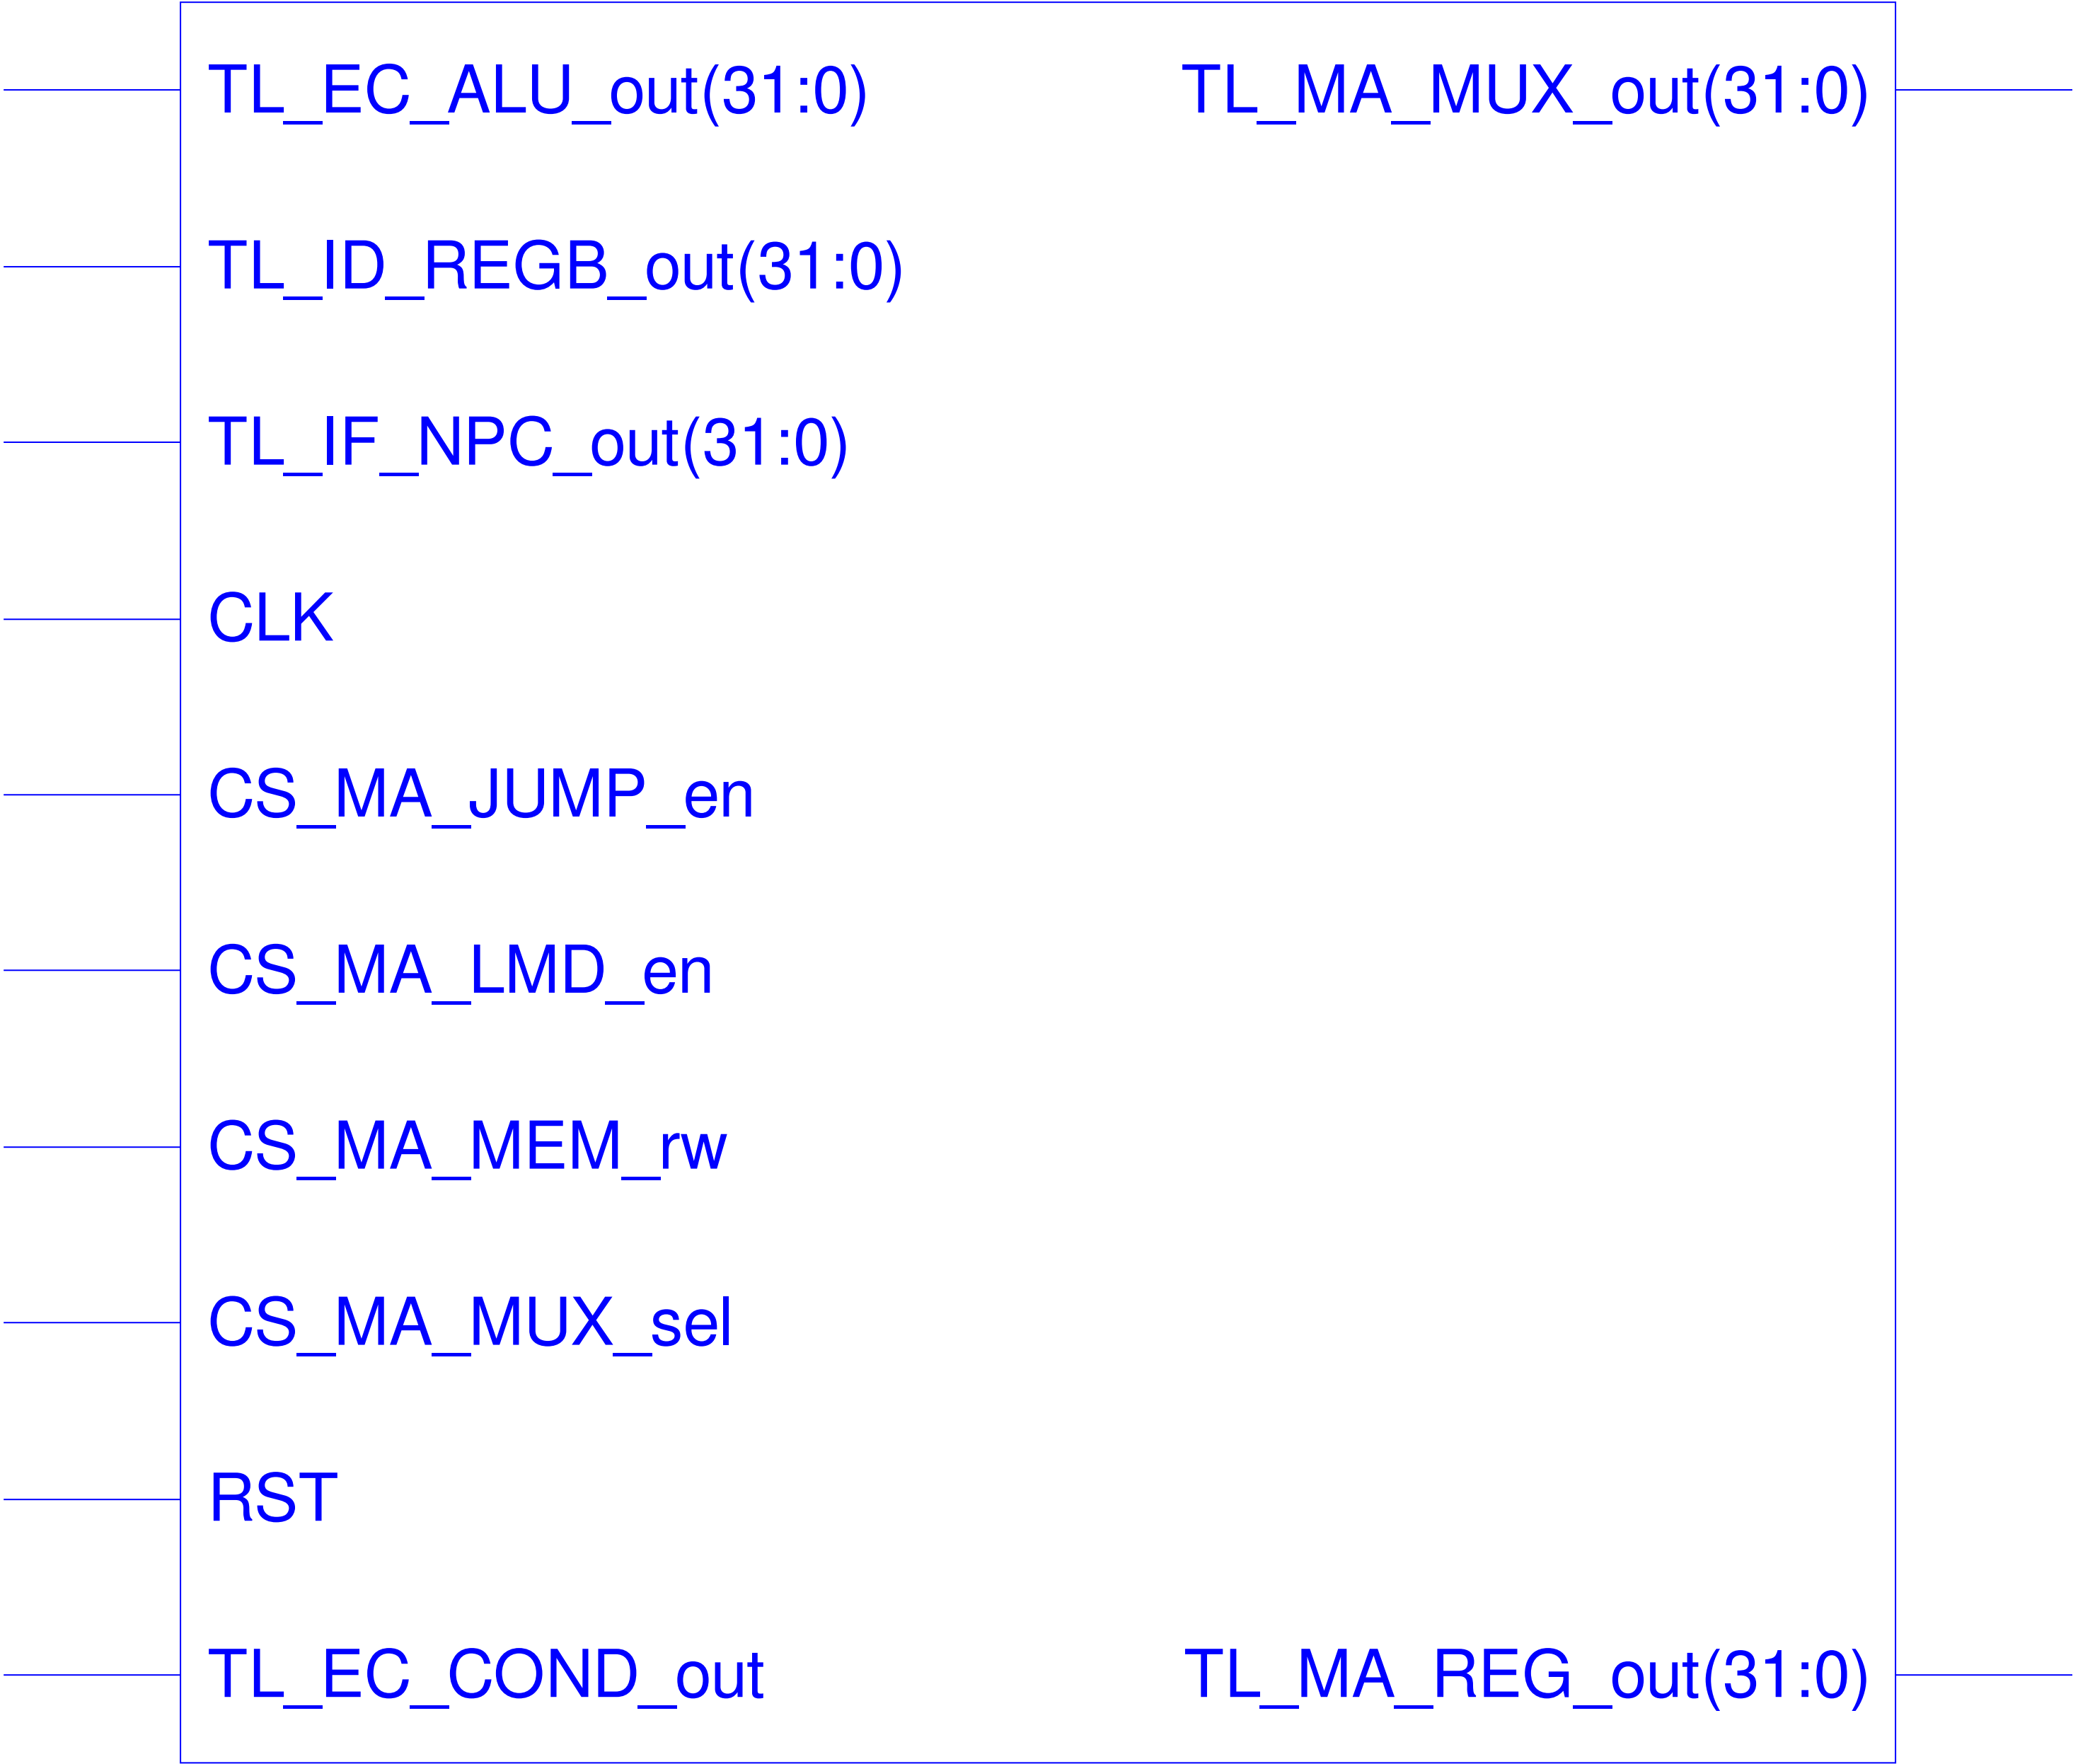 TL_EC_ALU_out(31:0) TL_MA_MUX_out(31:0)
TL_ID_REGB_out(31:0)
TL_IF_NPC_out(31:0)
CLK
CS_MA_JUMP_en
CS_MA_LMD_en
CS_MA_MEM_rw
CS_MA_MUX_sel
RST
TL_EC_COND_out TL_MA_REG_out(31:0)